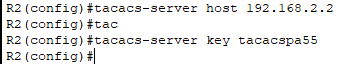 R2(config)#tacacs-server host 192.168.2.2
R2(config)#tac
R2(config)#tacacs-server key tacacspa55
R2(config)#